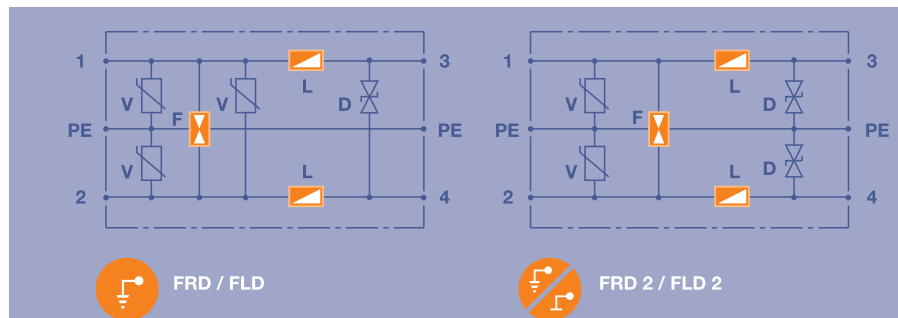 1 L 3 1 L 3
V F V D V F D
PE PE PE PE
V L V L D
2 4 2 4
FRD / FLD FRD 2 / FLD 2